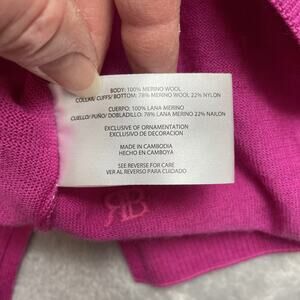 BODY: 100% MERINO WOOL
COLLAR/ CUFFS/ BOTTOM: 78% MERINO WOOL 22% NYLON
CUERPO: 100% LANA MERINO
CUELLO/ PUÑO/ DOBLADILLO: 78% LANA MERINO 22% NAILON
EXCLUSIVE OF ORNAMENTATION
EXCLUSIVO DE DECORACION
MADE IN CAMBODIA
HECHO EN CAMBOYA
SEE REVERSE FOR CARE
VER AL REVERSO PARA CUIDADO